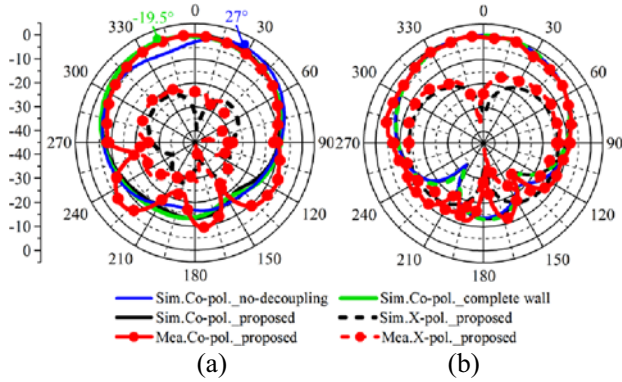 -19.5° 0 27° 0
330 30 330 30
300 60 300 60
270 90 270 90
240 120 240 120
210 150 210 150
180 180
0
-10
-20
-30
-40
-30
-20
-10
0
Sim.Co-pol._no-decoupling Sim.Co-pol._complete wall
Sim.Co-pol._proposed Sim.X-pol._proposed
Mea.Co-pol._proposed Mea.X-pol._proposed
(a) (b)